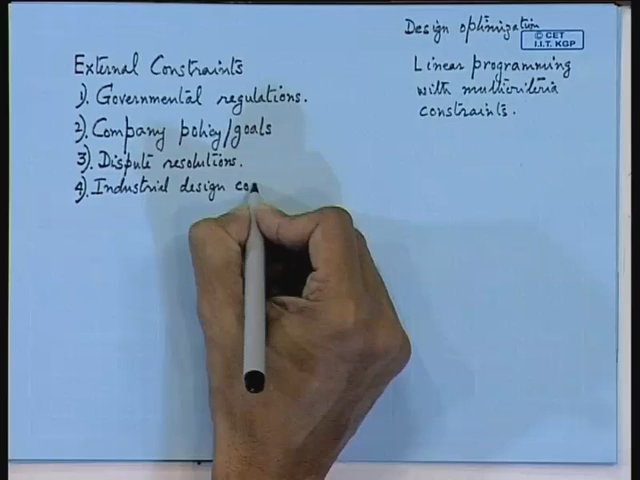 Design optimization
© CET
I.I.T. KGP
External Constraints
1). Governmental regulations.
2). Company policy/goals
3). Dispute resolutions.
4). Industrial design co
Linear programming
with multicriteria
constraints.